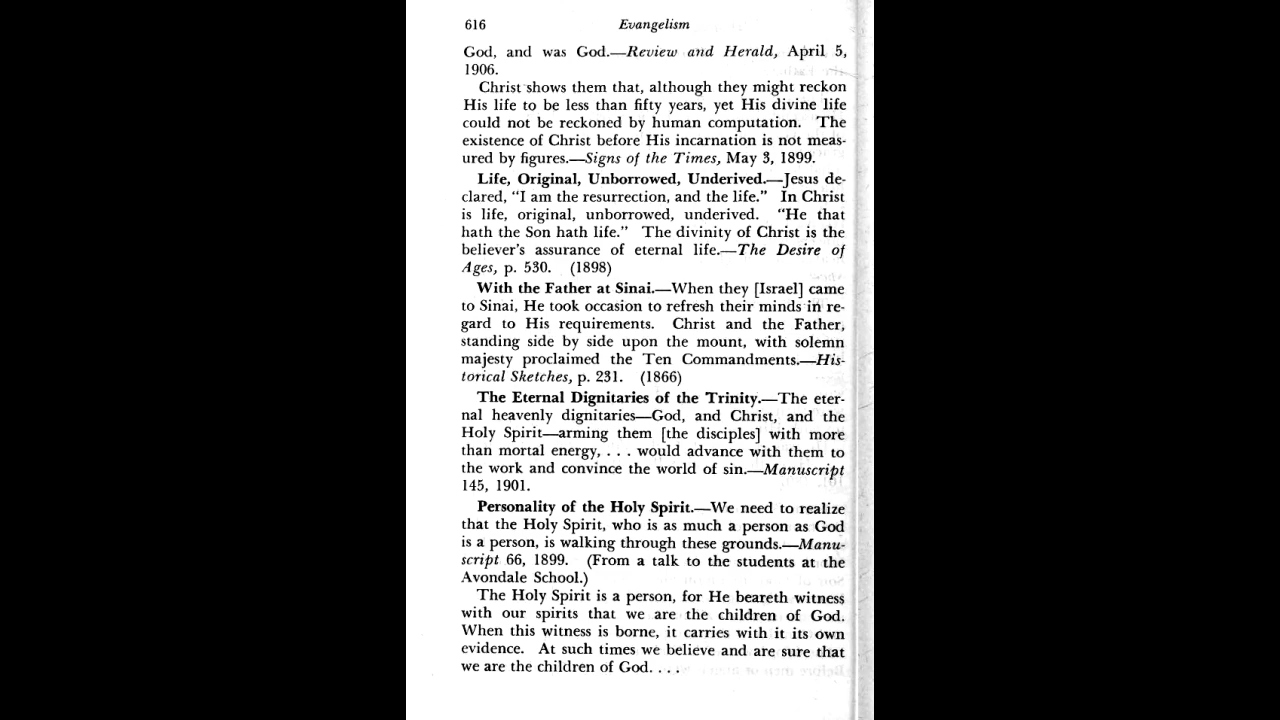 616 Evangelism
God, and was God.—Review and Herald, April 5,
1906.
Christ shows them that, although they might reckon
His life to be less than fifty years, yet His divine life
could not be reckoned by human computation. The
existence of Christ before His incarnation is not meas-
ured by figures.—Signs of the Times, May 3, 1899.
Life, Original, Unborrowed, Underived.—Jesus de-
clared, “I am the resurrection, and the life.” In Christ
is life, original, unborrowed, underived. “He that
hath the Son hath life.” The divinity of Christ is the
believer's assurance of eternal life.—The Desire of
Ages, p. 530. (1898)
With the Father at Sinai.—When they [Israel] came
to Sinai, He took occasion to refresh their minds in re-
gard to His requirements. Christ and the Father,
standing side by side upon the mount, with solemn
majesty proclaimed the Ten Commandments.—His-
torical Sketches, p. 231. (1866)
The Eternal Dignitaries of the Trinity.—The eter-
nal heavenly dignitaries—God, and Christ, and the
Holy Spirit—arming them [the disciples] with more
than mortal energy, . . . would advance with them to
the work and convince the world of sin.—Manuscript
145, 1901.
Personality of the Holy Spirit.—We need to realize
that the Holy Spirit, who is as much a person as God
is a person, is walking through these grounds.—Manu-
script 66, 1899. (From a talk to the students at the
Avondale School.)
The Holy Spirit is a person, for He beareth witness
with our spirits that we are the children of God.
When this witness is borne, it carries with it its own
evidence. At such times we believe and are sure that
we are the children of God. . . .